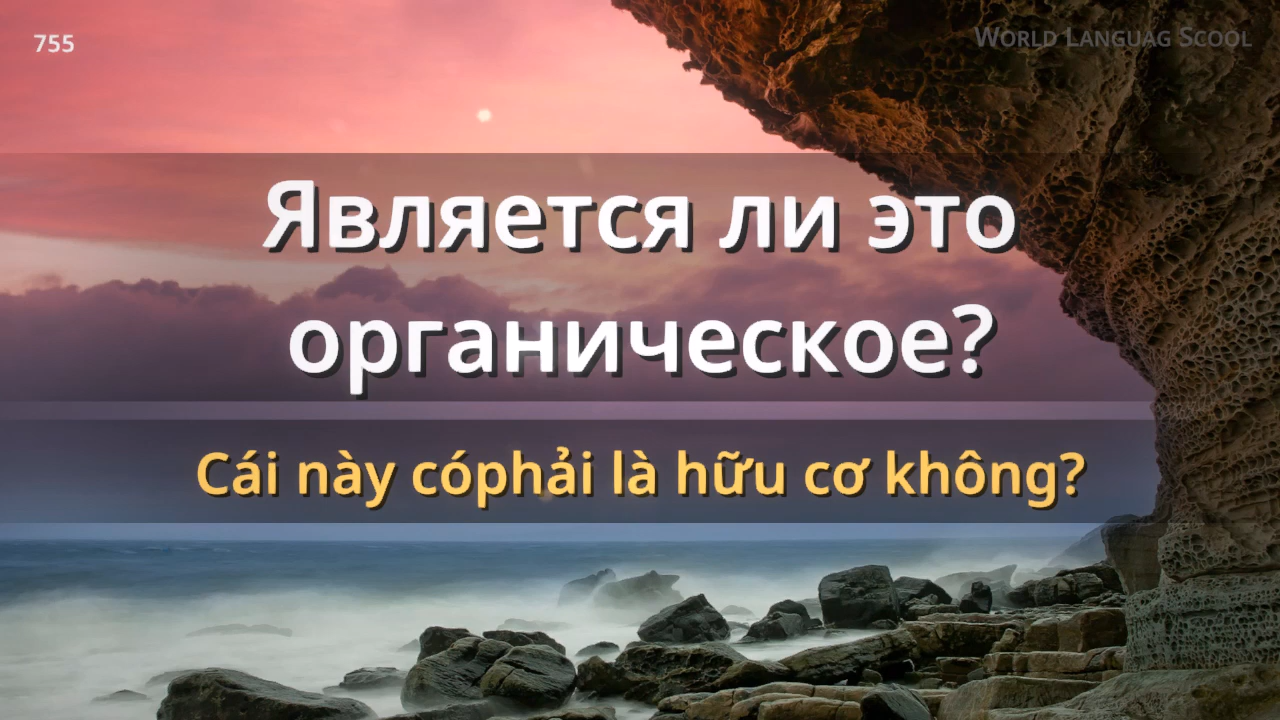 755
WORLD LANGUAG SCOOL
Является ли это
органическое?
Cái này cóphải là hữu cơ không?